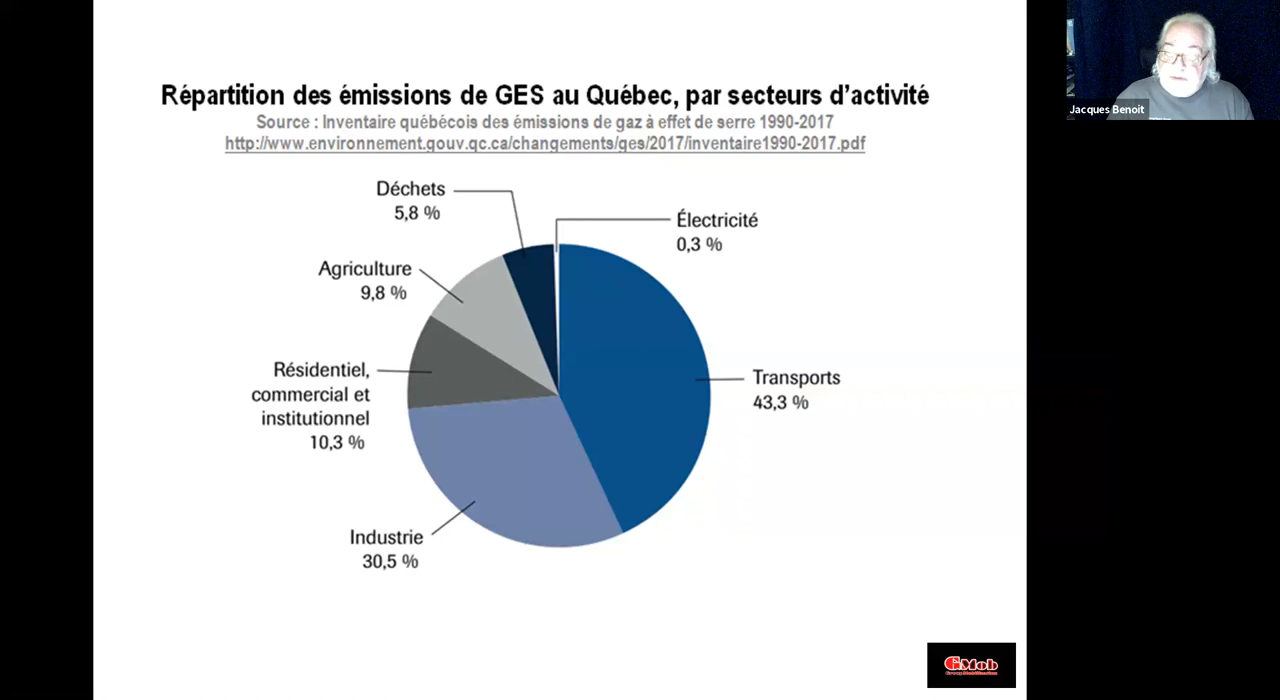 Répartition des émissions de GES au Québec, par secteurs d'activité
Source : Inventaire québécois des émissions de gaz à effet de serre 1990-2017
http://www.environnement.gouv.qc.ca/changements/ges/2017/inventaire1990-2017.pdf
Déchets
5,8 %
Électricité
0,3 %
Agriculture
9,8 %
Résidentiel,
commercial et
institutionnel
10,3 %
Transports
43,3 %
Industrie
30,5 %
Jacques Benoit
GMob